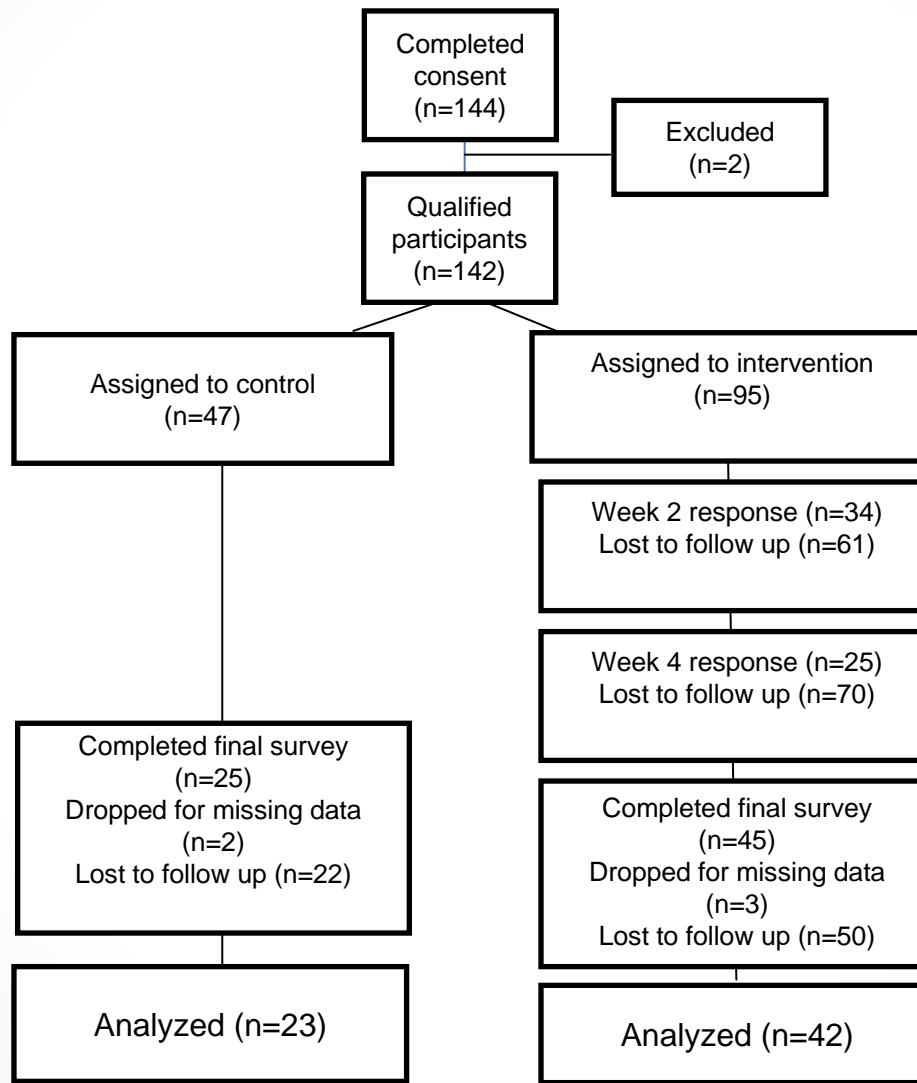 Completed
consent
(n=144)
Excluded
(n=2)
Qualified
participants
(n=142)
Assigned to control
(n=47)
Assigned to intervention
(n=95)
Week 2 response (n=34)
Lost to follow up (n=61)
Week 4 response (n=25)
Lost to follow up (n=70)
Completed final survey
(n=25)
Dropped for missing data
(n=2)
Lost to follow up (n=22)
Completed final survey
(n=45)
Dropped for missing data
(n=3)
Lost to follow up (n=50)
Analyzed (n=23)
Analyzed (n=42)